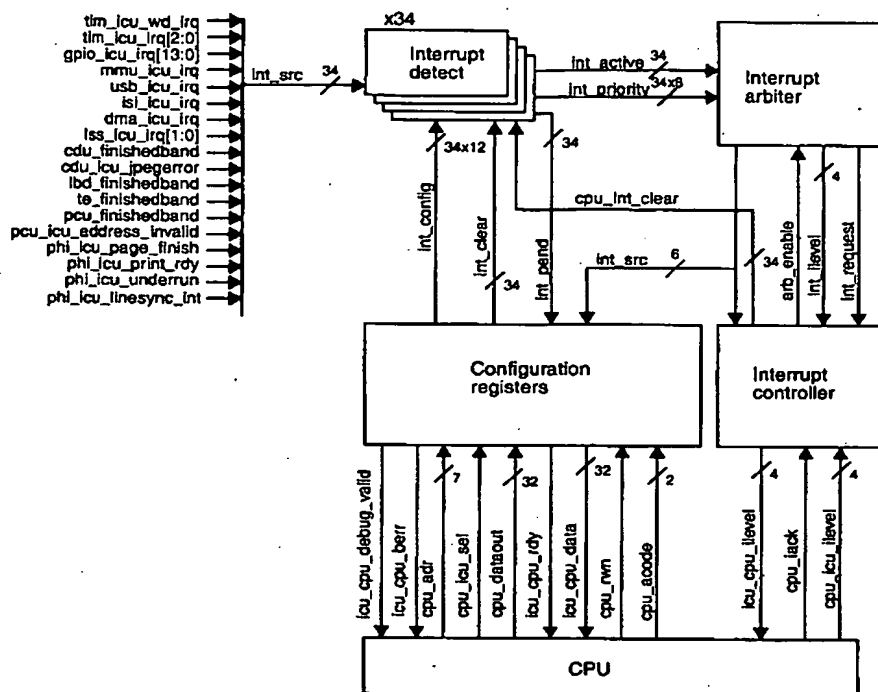 x34
tim_icu_wd_irq
tim_icu_irq[2:0]
gpio_icu_irq[13:0]
mmu_icu_irq
usb_icu_irq
isi_icu_irq
dma_icu_irq
lss_icu_irq[1:0]
cdu_finishedband
cdu_icu_jpegerror
lbd_finishedband
te_finishedband
pcu_finishedband
pcu_icu_address_invalid
phi_icu_page_finish
phi_icu_print_rdy
phi_icu_underrun
phi_icu_linesync_int
int_src
34
Interrupt
detect
int_active
34
int_priority
34x8
Interrupt
arbiter
34x12
34
int_config
int_clear
34
int_pend
cpu_int_clear
int_src
6
34
arb_enable
4
int_ilevel
int_request
Configuration
registers
Interrupt
controller
icu_cpu_debug_valid
icu_cpu_berr
cpu_adr
7
cpu_icu_sel
cpu_dataout
32
icu_cpu_rdy
icu_cpu_data
32
cpu_rwn
cpu_acode
2
icu_cpu_ilevel
4
cpu_iack
cpu_icu_ilevel
4
CPU